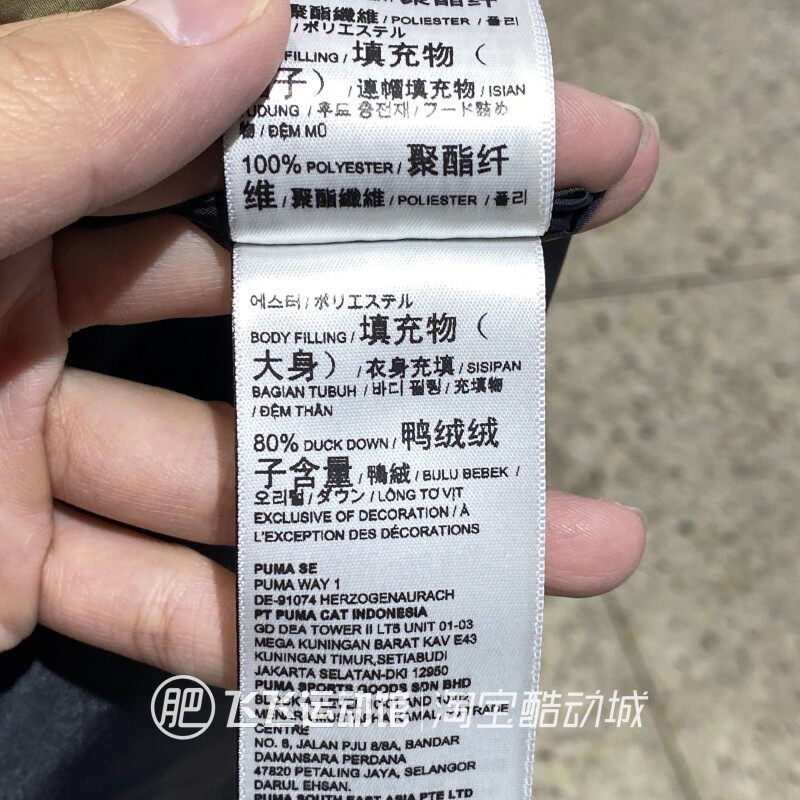 聚酯纤
聚酯纖維 / POLIESTER / 폴리
/ ポリエステル
FILLING / 填充物（
子） / 連帽填充物 / ISIAN
UDUNG / 후드 충전재 / フード詰め
物 / ĐỆM MŨ
100% POLYESTER / 聚酯纤
维 / 聚酯纖維 / POLIESTER / 폴리
에스터 / ポリエステル
BODY FILLING / 填充物（
大身） / 衣身充填 / SISIPAN
BAGIAN TUBUH / 바디 필링 / 充填物
/ ĐỆM THÂN
80% DUCK DOWN / 鸭绒绒
子含量 / 鴨絨 / BULU BEBEK /
오리털 / ダウン / LÔNG TƠ VỊT
EXCLUSIVE OF DECORATION / À
L'EXCEPTION DES DÉCORATIONS
PUMA SE
PUMA WAY 1
DE-91074 HERZOGENAURACH
PT PUMA CAT INDONESIA
GD DEA TOWER II LT5 UNIT 01-03
MEGA KUNINGAN BARAT KAV E43
KUNINGAN TIMUR,SETIABUDI
JAKARTA SELATAN-DKI 12950
PUMA SPORTS GOODS SDN BHD
肥 飞飞运动馆 淘宝酷动城
TRADE
CENTRE
NO. 8, JALAN PJU 8/8A, BANDAR
DAMANSARA PERDANA
47820 PETALING JAYA, SELANGOR
DARUL EHSAN.
PUMA SOUTH EAST ASIA PTE LTD